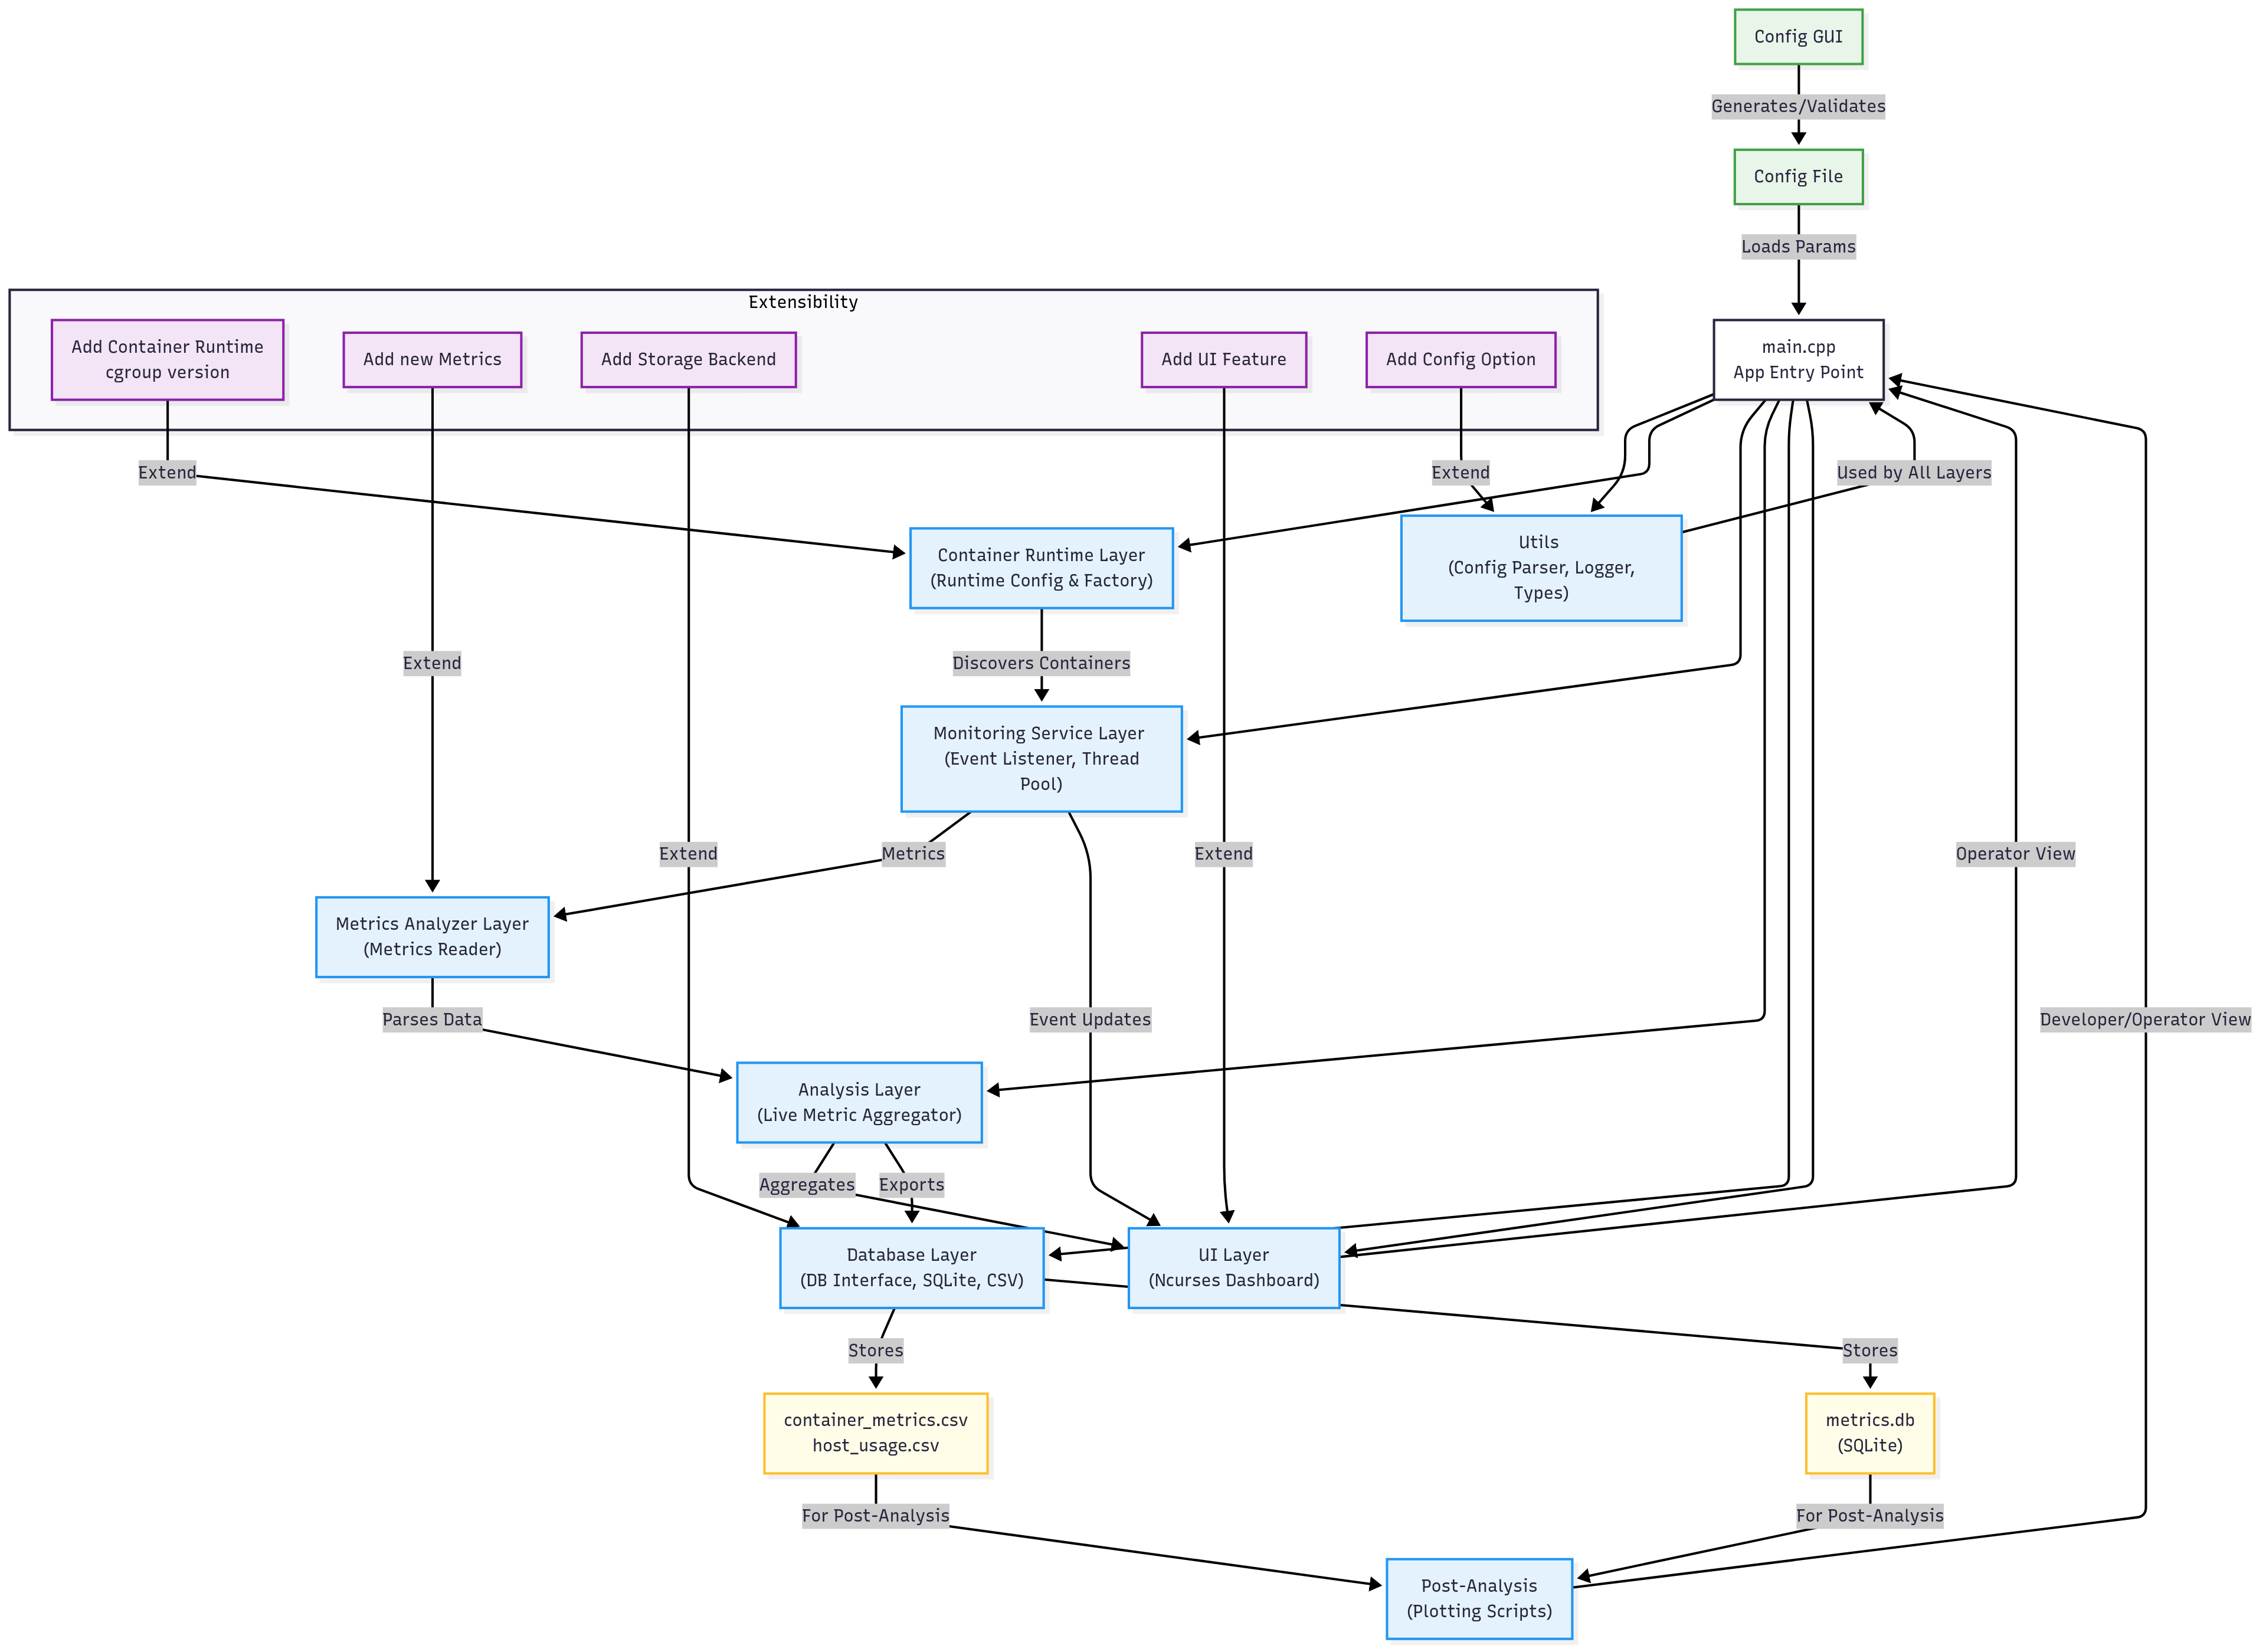 Config GUI
Generates/Validates
Config File
Loads Params
Extensibility
Add Container Runtime
cgroup version
Add new Metrics
Add Storage Backend
Add UI Feature
Add Config Option
main.cpp
App Entry Point
Extend
Extend
Used by All Layers
Container Runtime Layer
(Runtime Config & Factory)
Utils
(Config Parser, Logger,
Types)
Extend
Discovers Containers
Monitoring Service Layer
(Event Listener, Thread
Pool)
Extend
Metrics
Extend
Operator View
Metrics Analyzer Layer
(Metrics Reader)
Parses Data
Event Updates
Developer/Operator View
Analysis Layer
(Live Metric Aggregator)
Aggregates
Exports
Database Layer
(DB Interface, SQLite, CSV)
UI Layer
(Ncurses Dashboard)
Stores
Stores
container_metrics.csv
host_usage.csv
metrics.db
(SQLite)
For Post-Analysis
For Post-Analysis
Post-Analysis
(Plotting Scripts)